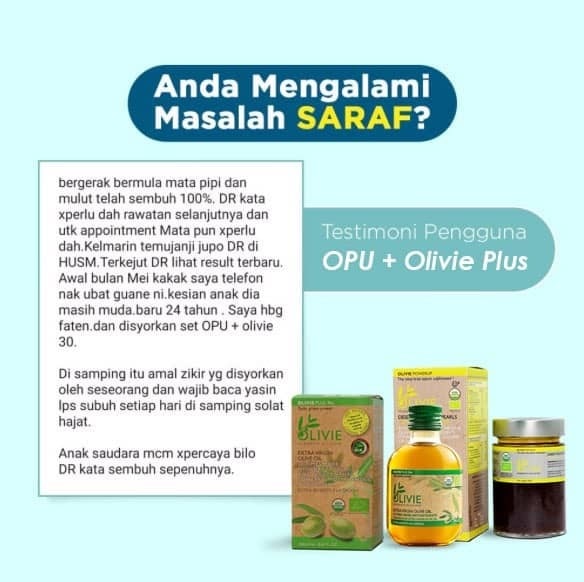 Anda Mengalami
Masalah SARAF?
bergerak bermula mata pipi dan
mulut telah sembuh 100%. DR kata
xperlu dah rawatan selanjutnya dan
utk appointment Mata pun xperlu
dah.Kelmarin temujanji jupo DR di
HUSM.Terkejut DR lihat result terbaru.
Awal bulan Mei kakak saya telefon
nak ubat guane ni.kesian anak dia
masih muda.baru 24 tahun . Saya hbg
faten.dan disyorkan set OPU + olivie
30.
Di samping itu amal zikir yg disyorkan
oleh seseorang dan wajib baca yasin
lps subuh setiap hari di samping solat
hajat.
Anak saudara mcm xpercaya bilo
DR kata sembuh sepenuhnya.
Testimoni Pengguna
OPU + Olivie Plus
OLIVIE
EXTRA VIRGIN
OLIVE OIL
OLIVIE POWERUP
OLIVIE
EXTRA VIRGIN OLIVE OIL